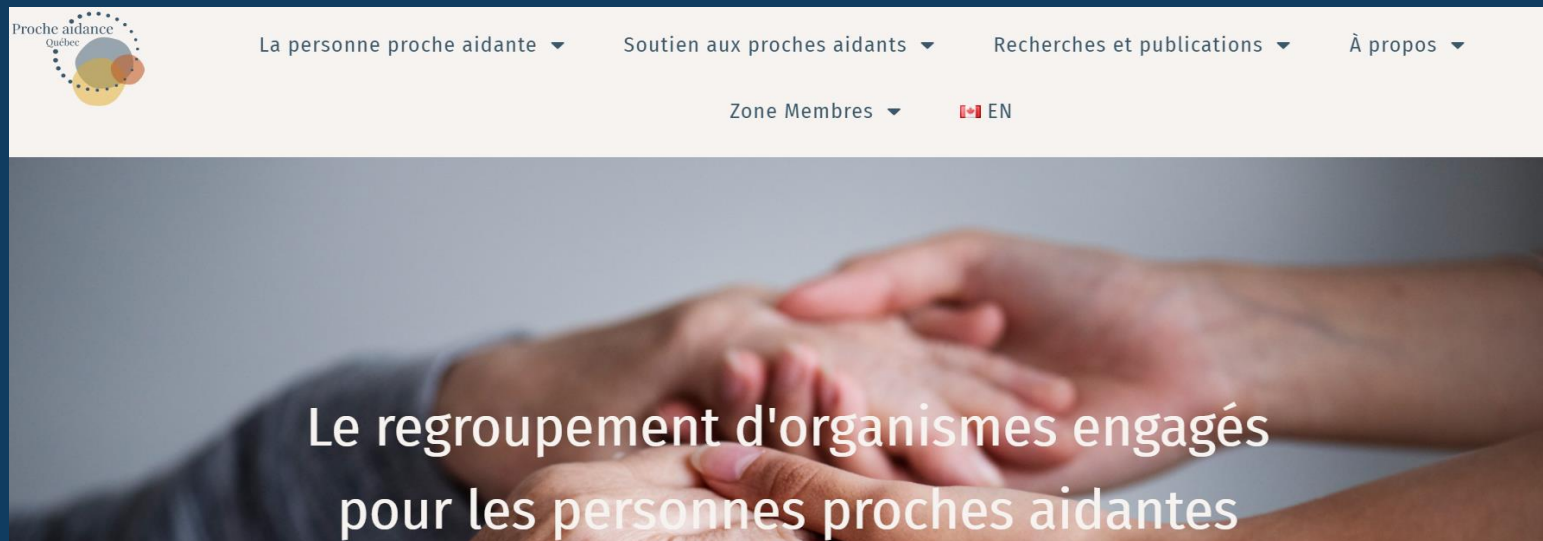 Proche aidance
Québec
La personne proche aidante
Soutien aux proches aidants
Recherches et publications
À propos
Zone Membres
EN
Le regroupement d'organismes engagés
pour les personnes proches aidantes